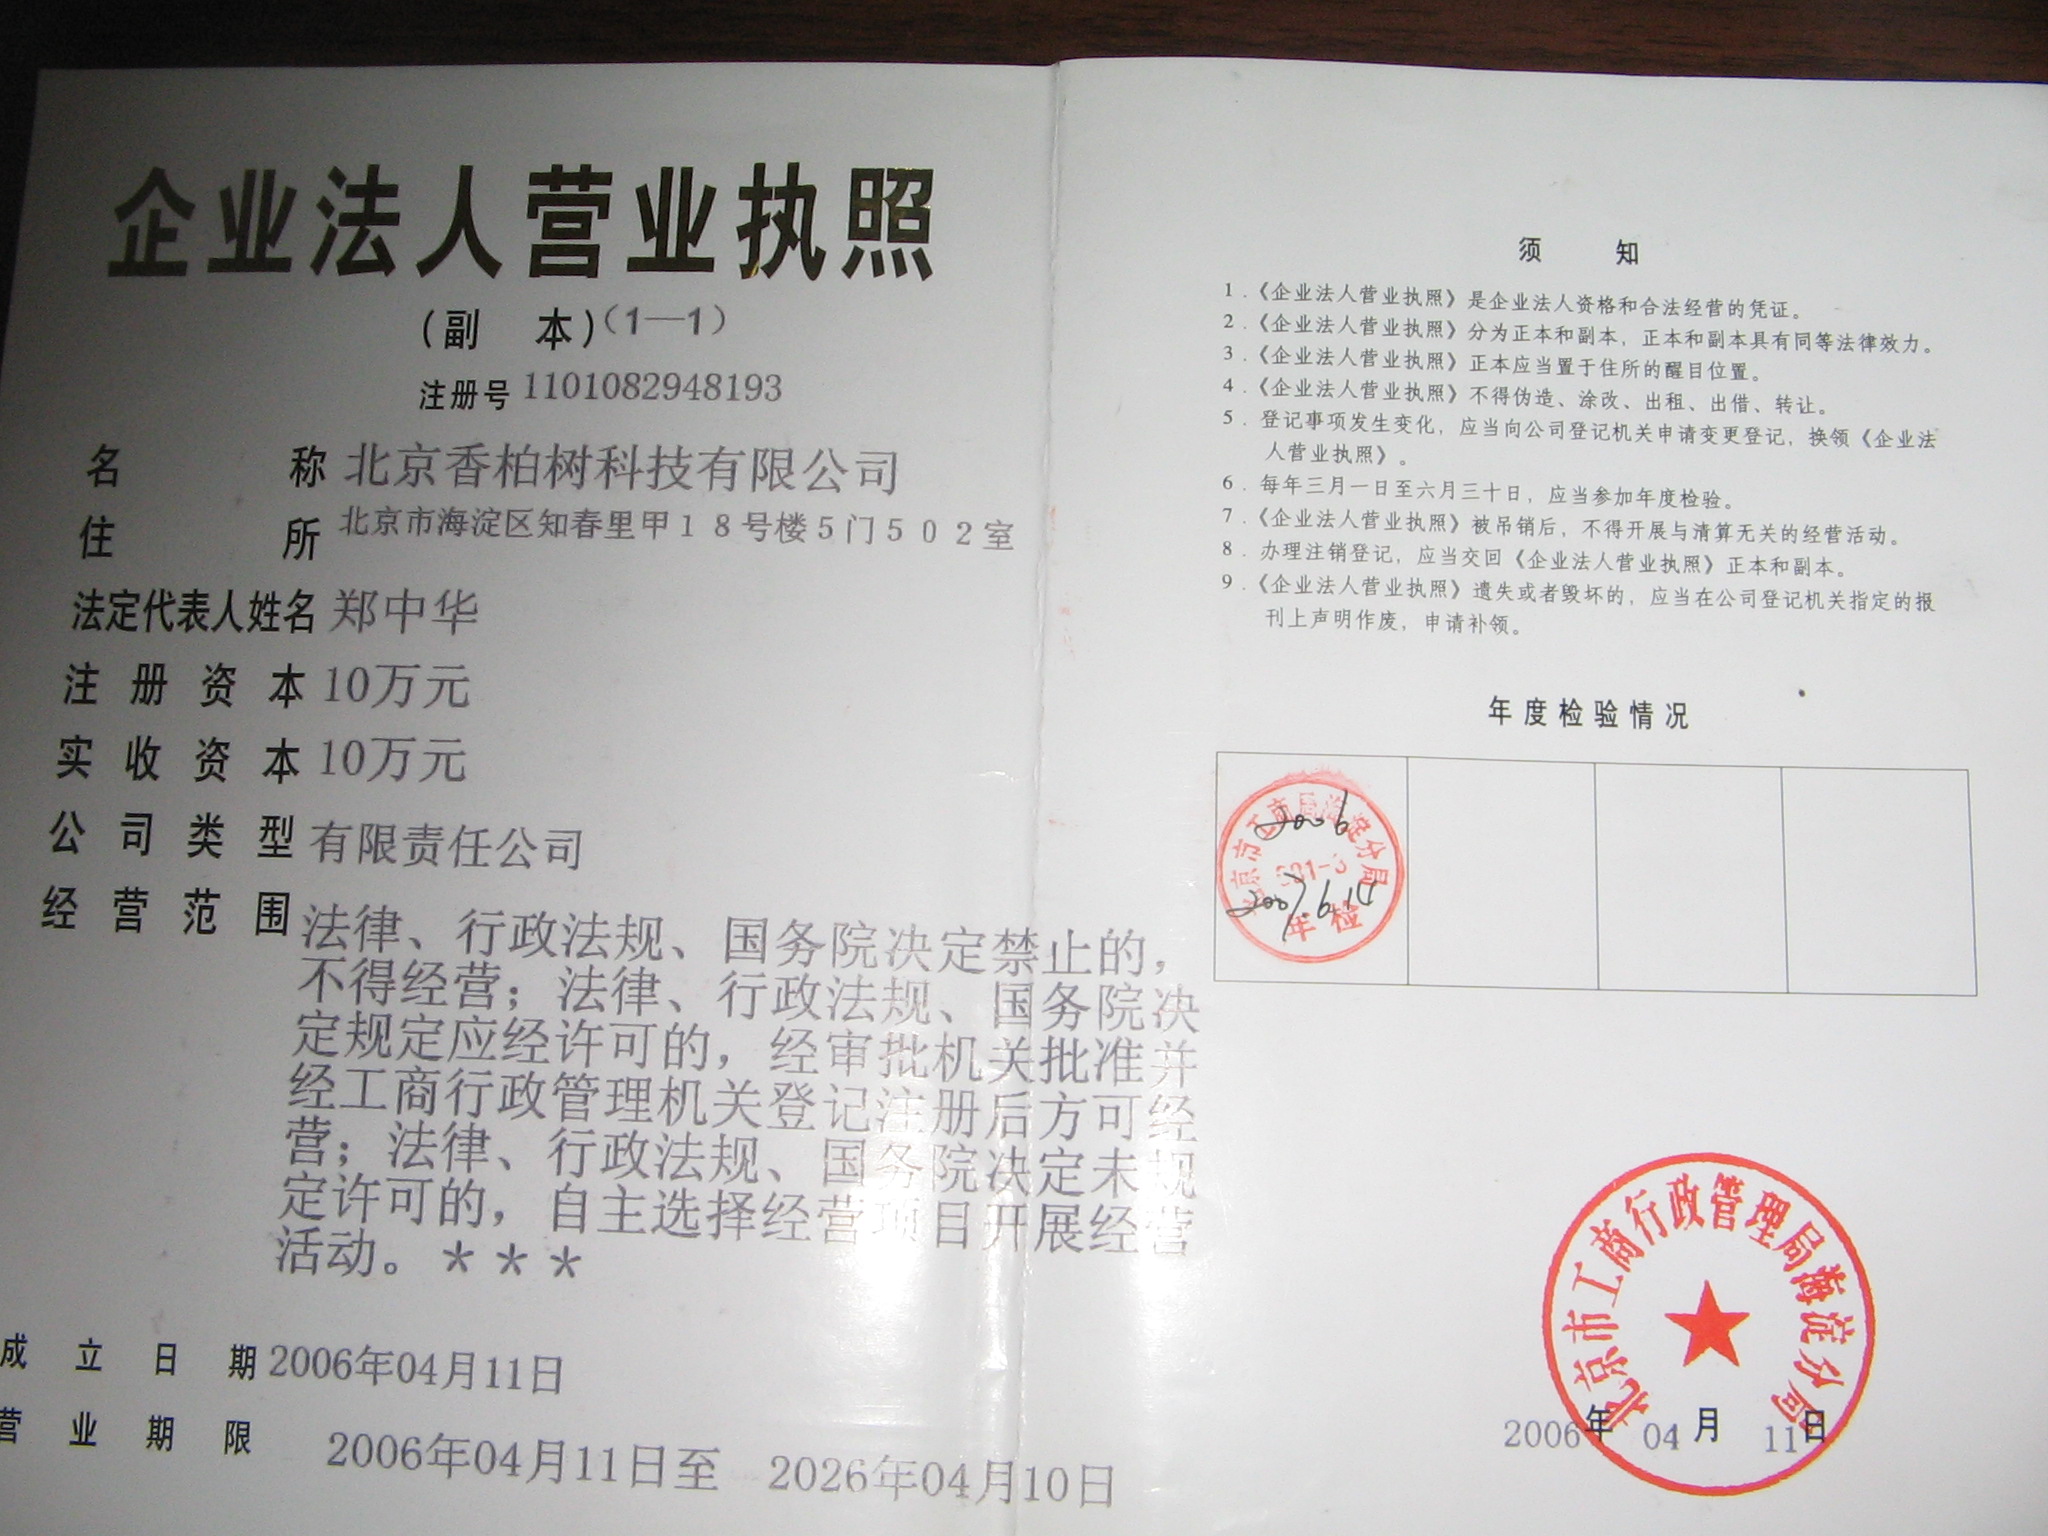 企业法人营业执照
(副 本)(1—1)
注册号 1101082948193
名 称 北京香柏树科技有限公司
住 所 北京市海淀区知春里甲18号楼5门502室
法定代表人姓名 郑中华
注 册 资 本 10万元
实 收 资 本 10万元
公 司 类 型 有限责任公司
经 营 范 围 法律、行政法规、国务院决定禁止的，
不得经营；法律、行政法规、国务院决
定规定应经许可的，经审批机关批准并
经工商行政管理机关登记注册后方可经
营；法律、行政法规、国务院决定未规
定许可的，自主选择经营项目开展经营
活动。＊＊＊
成 立 日 期 2006年04月11日
营 业 期 限 2006年04月11日至 2026年04月10日
须 知
1.《企业法人营业执照》是企业法人资格和合法经营的凭证。
2.《企业法人营业执照》分为正本和副本，正本和副本具有同等法律效力。
3.《企业法人营业执照》正本应当置于住所的醒目位置。
4.《企业法人营业执照》不得伪造、涂改、出租、出借、转让。
5.登记事项发生变化，应当向公司登记机关申请变更登记，换领《企业法
人营业执照》。
6.每年三月一日至六月三十日，应当参加年度检验。
7.《企业法人营业执照》被吊销后，不得开展与清算无关的经营活动。
8.办理注销登记，应当交回《企业法人营业执照》正本和副本。
9.《企业法人营业执照》遗失或者毁坏的，应当在公司登记机关指定的报
刊上声明作废，申请补领。
年度检验情况
北京市工商局海淀分局
2006
2007.6.14
年检
北京市工商行政管理局海淀分局
2006年 04月 11日